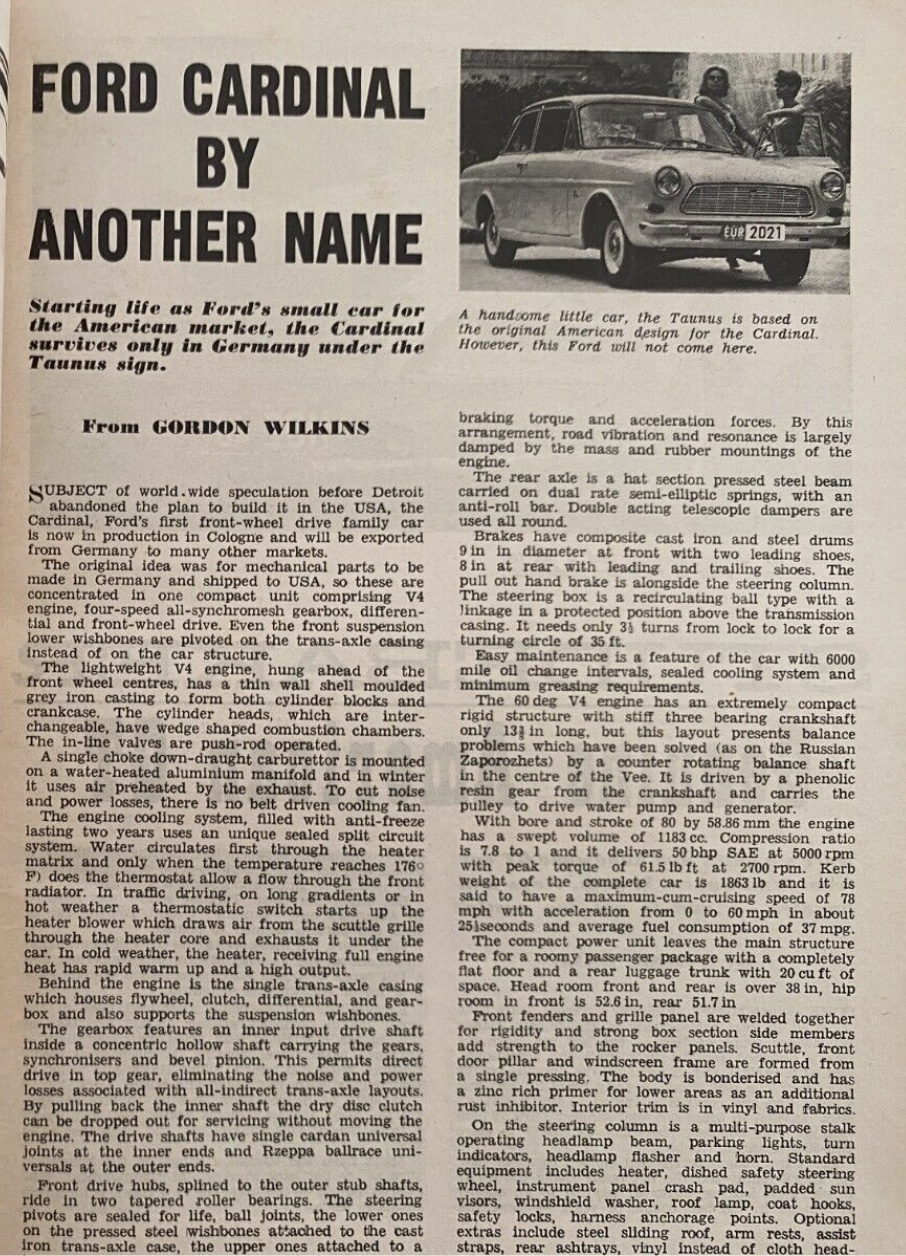 FORD CARDINAL
BY
ANOTHER NAME
Starting life as Ford's small car for
the American market, the Cardinal
survives only in Germany under the
Taunus sign.
From GORDON WILKINS
SUBJECT of world-wide speculation before Detroit
abandoned the plan to build it in the USA, the
Cardinal, Ford's first front-wheel drive family car
is now in production in Cologne and will be exported
from Germany to many other markets.
The original idea was for mechanical parts to be
made in Germany and shipped to USA, so these are
concentrated in one compact unit comprising V4
engine, four-speed all-synchromesh gearbox, differen-
tial and front-wheel drive. Even the front suspension
lower wishbones are pivoted on the trans-axle casing
instead of on the car structure.
The lightweight V4 engine, hung ahead of the
front wheel centres, has a thin wall shell moulded
grey iron casting to form both cylinder blocks and
crankcase. The cylinder heads, which are inter-
changeable, have wedge shaped combustion chambers.
The in-line valves are push-rod operated.
A single choke down-draught carburettor is mounted
on a water-heated aluminium manifold and in winter
it uses air preheated by the exhaust. To cut noise
and power losses, there is no belt driven cooling fan.
The engine cooling system, filled with anti-freeze
lasting two years uses an unique sealed split circuit
system. Water circulates first through the heater
matrix and only when the temperature reaches 176°
F) does the thermostat allow a flow through the front
radiator. In traffic driving, on long gradients or in
hot weather a thermostatic switch starts up the
heater blower which draws air from the scuttle grille
through the heater core and exhausts it under the
car. In cold weather, the heater, receiving full engine
heat has rapid warm up and a high output.
Behind the engine is the single trans-axle casing
which houses flywheel, clutch, differential, and gear-
box and also supports the suspension wishbones.
The gearbox features an inner input drive shaft
inside a concentric hollow shaft carrying the gears,
synchronisers and bevel pinion. This permits direct
drive in top gear, eliminating the noise and power
losses associated with all-indirect trans-axle layouts.
By pulling back the inner shaft the dry disc clutch
can be dropped out for servicing without moving the
engine. The drive shafts have single cardan universal
joints at the inner ends and Rzeppa ballrace uni-
versals at the outer ends.
Front drive hubs, splined to the outer stub shafts,
ride in two tapered roller bearings. The steering
pivots are sealed for life, ball joints, the lower ones
on the pressed steel wishbones attached to the cast
iron trans-axle case, the upper ones attached to a
EUR 2021
A handsome little car, the Taunus is based on
the original American design for the Cardinal.
However, this Ford will not come here.
braking torque and acceleration forces. By this
arrangement, road vibration and resonance is largely
damped by the mass and rubber mountings of the
engine.
The rear axle is a hat section pressed steel beam
carried on dual rate semi-elliptic springs, with an
anti-roll bar. Double acting telescopic dampers are
used all round.
Brakes have composite cast iron and steel drums
9 in in diameter at front with two leading shoes,
8 in at rear with leading and trailing shoes. The
pull out hand brake is alongside the steering column.
The steering box is a recirculating ball type with a
linkage in a protected position above the transmission
casing. It needs only 3½ turns from lock to lock for a
turning circle of 35 ft.
Easy maintenance is a feature of the car with 6000
mile oil change intervals, sealed cooling system and
minimum greasing requirements.
The 60 deg V4 engine has an extremely compact
rigid structure with stiff three bearing crankshaft
only in long, but this layout presents balance
problems which have been solved (as on the Russian
Zaporozhets) by a counter rotating balance shaft
in the centre of the Vee. It is driven by a phenolic
resin gear from the crankshaft and carries the
pulley to drive water pump and generator.
With bore and stroke of 80 by 58.86 mm the engine
has a swept volume of 1183 cc. Compression ratio
is 7.8 to 1 and it delivers 50 bhp SAE at 5000 rpm
with peak torque of 61.5 lb ft at 2700 rpm. Kerb
weight of the complete car is 1863 lb and it is
said to have a maximum-cum-cruising speed of 78
mph with acceleration from 0 to 60 mph in about
25½seconds and average fuel consumption of 37 mpg.
The compact power unit leaves the main structure
free for a roomy passenger package with a completely
flat floor and a rear luggage trunk with 20 cu ft of
space. Head room front and rear is over 38 in, hip
room in front is 52.6 in, rear 51.7 in
Front fenders and grille panel are welded together
for rigidity and strong box section side members
add strength to the rocker panels. Scuttle, front
door pillar and windscreen frame are formed from
a single pressing. The body is bonderised and has
a zinc rich primer for lower areas as an additional
rust inhibitor. Interior trim is in vinyl and fabrics.
On the steering column is a multi-purpose stalk
operating headlamp beam, parking lights, turn
indicators, headlamp flasher and horn. Standard
equipment includes heater, dished safety steering
wheel, instrument panel crash pad, padded sun
visors, windshield washer, roof lamp, coat hooks,
safety locks, harness anchorage points. Optional
extras include steel sliding roof, arm rests, assist
straps, rear ashtrays, vinyl instead of cloth head-